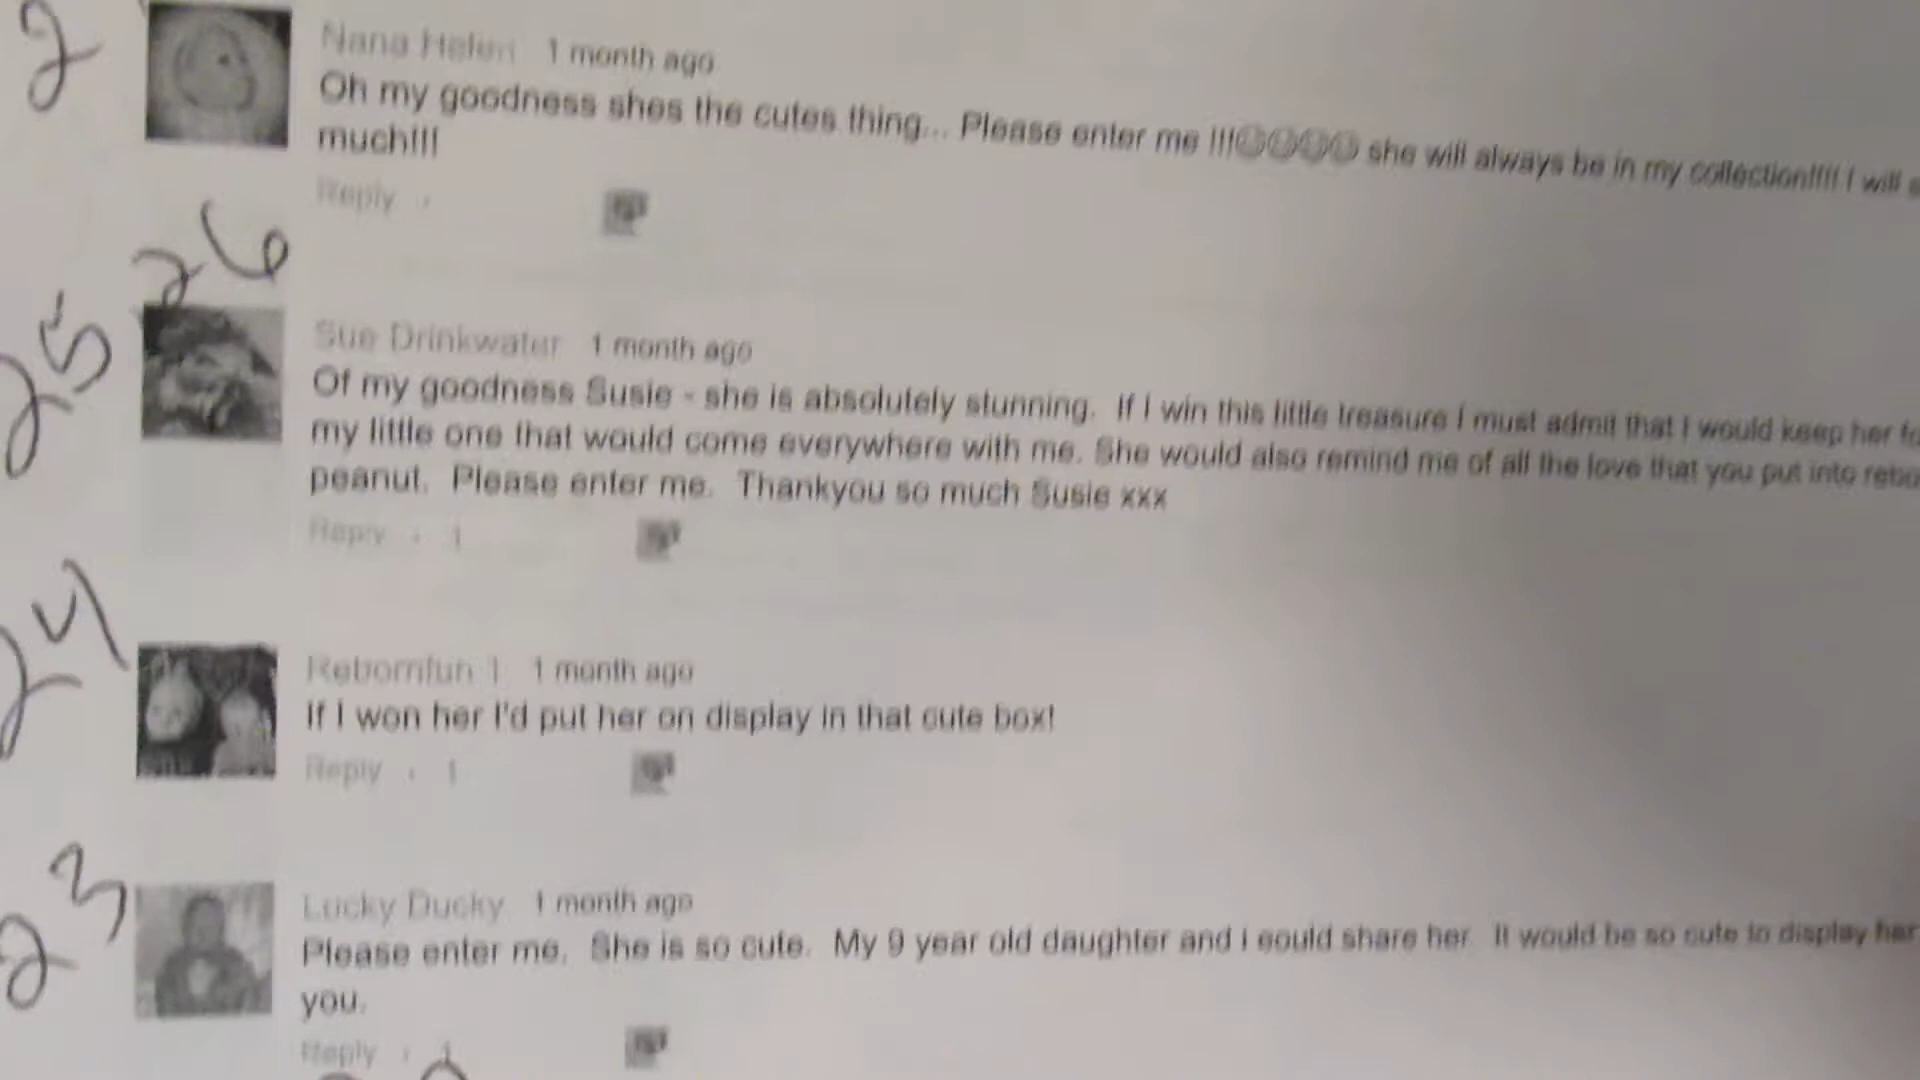 2
Nana Helen 1 month ago
Oh my goodness shes the cutes thing... Please enter me !!! she will always be in my collection!!!! I will
much!!!
Reply
26
25
Sue Drinkwater 1 month ago
Of my goodness Susie - she is absolutely stunning. If I win this little treasure I must admit that I would keep her fo
my little one that would come everywhere with me. She would also remind me of all the love that you put into rebo
peanut. Please enter me. Thankyou so much Susie xxx
Reply · 1
24
Rebornfun 1 1 month ago
If I won her I'd put her on display in that cute box!
Reply · 1
23
Lucky Ducky 1 month ago
Please enter me. She is so cute. My 9 year old daughter and I could share her. It would be so cute to display her
you.
Reply · 1